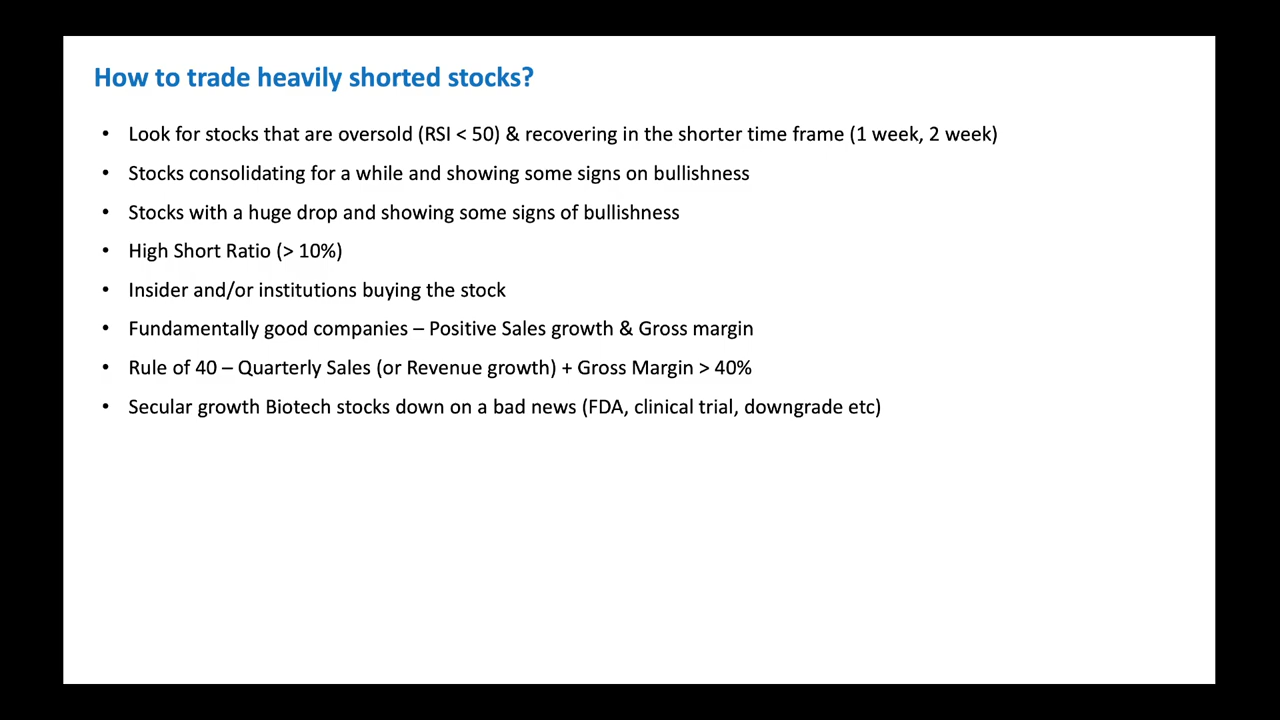 How to trade heavily shorted stocks?
• Look for stocks that are oversold (RSI < 50) & recovering in the shorter time frame (1 week, 2 week)
• Stocks consolidating for a while and showing some signs on bullishness
• Stocks with a huge drop and showing some signs of bullishness
• High Short Ratio (> 10%)
• Insider and/or institutions buying the stock
• Fundamentally good companies – Positive Sales growth & Gross margin
• Rule of 40 – Quarterly Sales (or Revenue growth) + Gross Margin > 40%
• Secular growth Biotech stocks down on a bad news (FDA, clinical trial, downgrade etc)